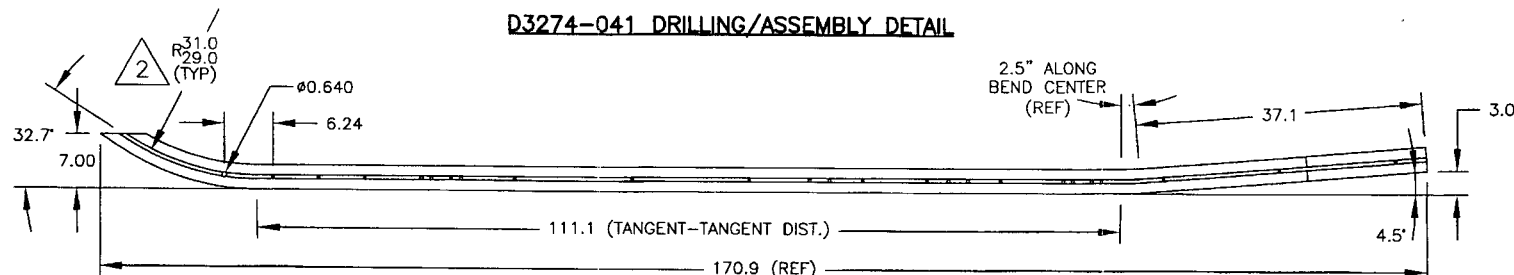 D3274-041 DRILLING/ASSEMBLY DETAIL
2
R31.0
29.0
(TYP)
ø0.640
6.24
2.5" ALONG
BEND CENTER
(REF)
37.1
3.0
32.7°
7.00
111.1 (TANGENT-TANGENT DIST.)
4.5°
170.9 (REF)